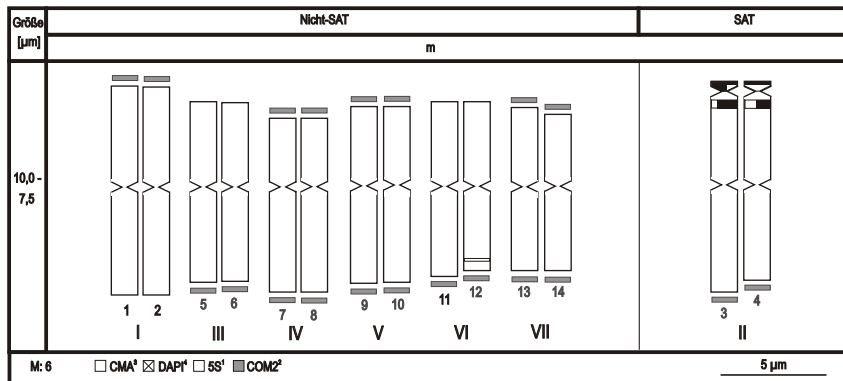 Größe [µm]
Nicht-SAT
SAT
m
10,0 - 7,5
1 2 5 6 7 8 9 10 11 12 13 14 3 4
I III IV V VI VII II
M: 6 CMA³ DAPI⁴ 5S¹ COM2² 5 µm